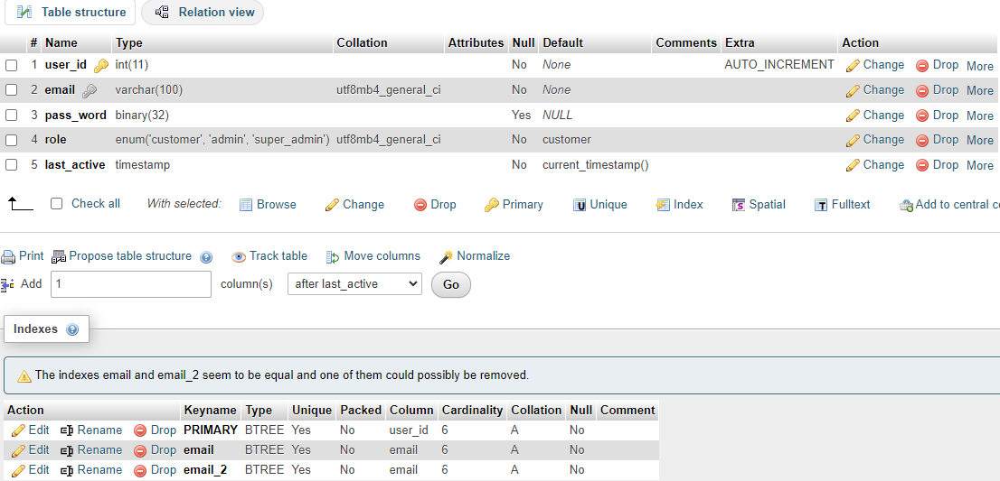 Table structure Relation view
# Name Type Collation Attributes Null Default Comments Extra Action
1 user_id int(11) No None AUTO_INCREMENT Change Drop More
2 email varchar(100) utf8mb4_general_ci No None Change Drop More
3 pass_word binary(32) Yes NULL Change Drop More
4 role enum('customer', 'admin', 'super_admin') utf8mb4_general_ci No customer Change Drop More
5 last_active timestamp No current_timestamp() Change Drop More
Check all With selected: Browse Change Drop Primary Unique Index Spatial Fulltext Add to central c
Print Propose table structure Track table Move columns Normalize
Add 1 column(s) after last_active Go
Indexes
The indexes email and email_2 seem to be equal and one of them could possibly be removed.
Action Keyname Type Unique Packed Column Cardinality Collation Null Comment
Edit Rename Drop PRIMARY BTREE Yes No user_id 6 A No
Edit Rename Drop email BTREE Yes No email 6 A No
Edit Rename Drop email_2 BTREE Yes No email 6 A No